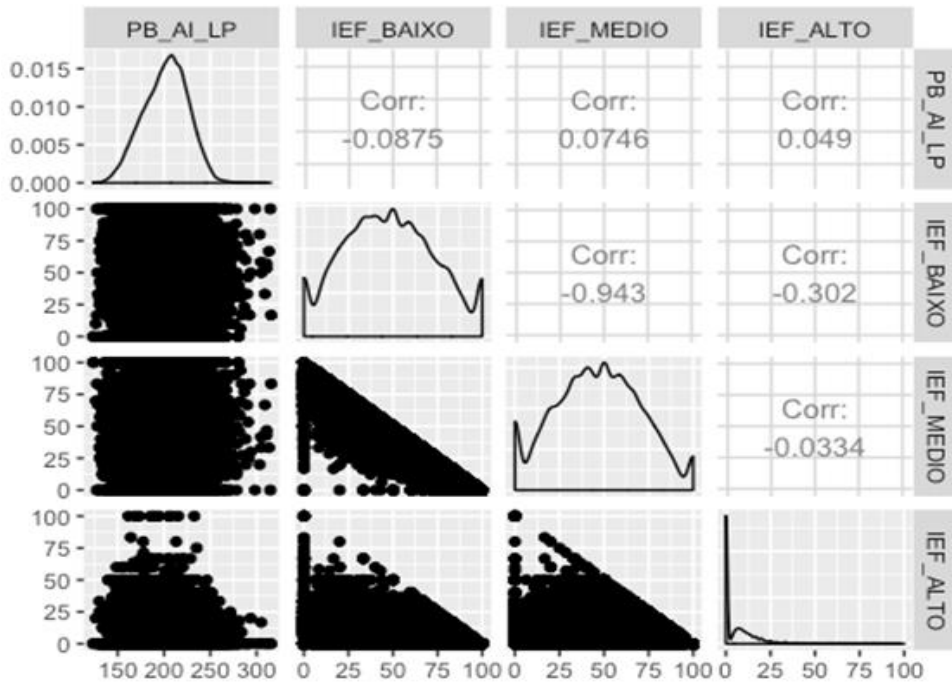 PB_AI_LP IEF_BAIXO IEF_MEDIO IEF_ALTO
0.015
0.010
0.005
0.000
Corr:
-0.0875
Corr:
0.0746
Corr:
0.049
PB_AI_LP
100
75
50
25
0
Corr:
-0.943
Corr:
-0.302
IEF_BAIXO
100
75
50
25
0
Corr:
-0.0334
IEF_MEDIO
100
75
50
25
0
IEF_ALTO
150 200 250 300 0 25 50 75 100 0 25 50 75 100 0 25 50 75 100